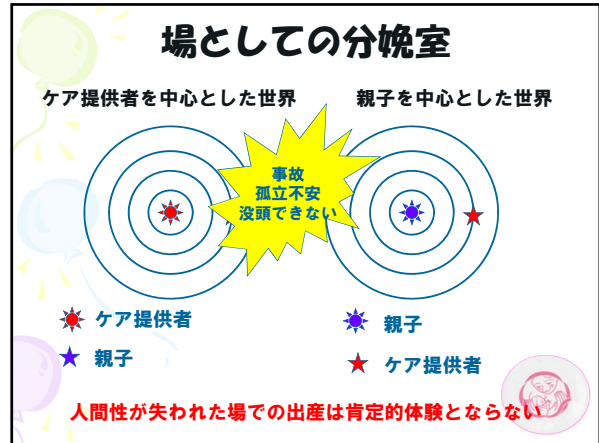 場としての分娩室
ケア提供者を中心とした世界
親子を中心とした世界
事故
孤立不安
没頭できない
ケア提供者
親子
親子
ケア提供者
人間性が失われた場での出産は肯定的体験とならない